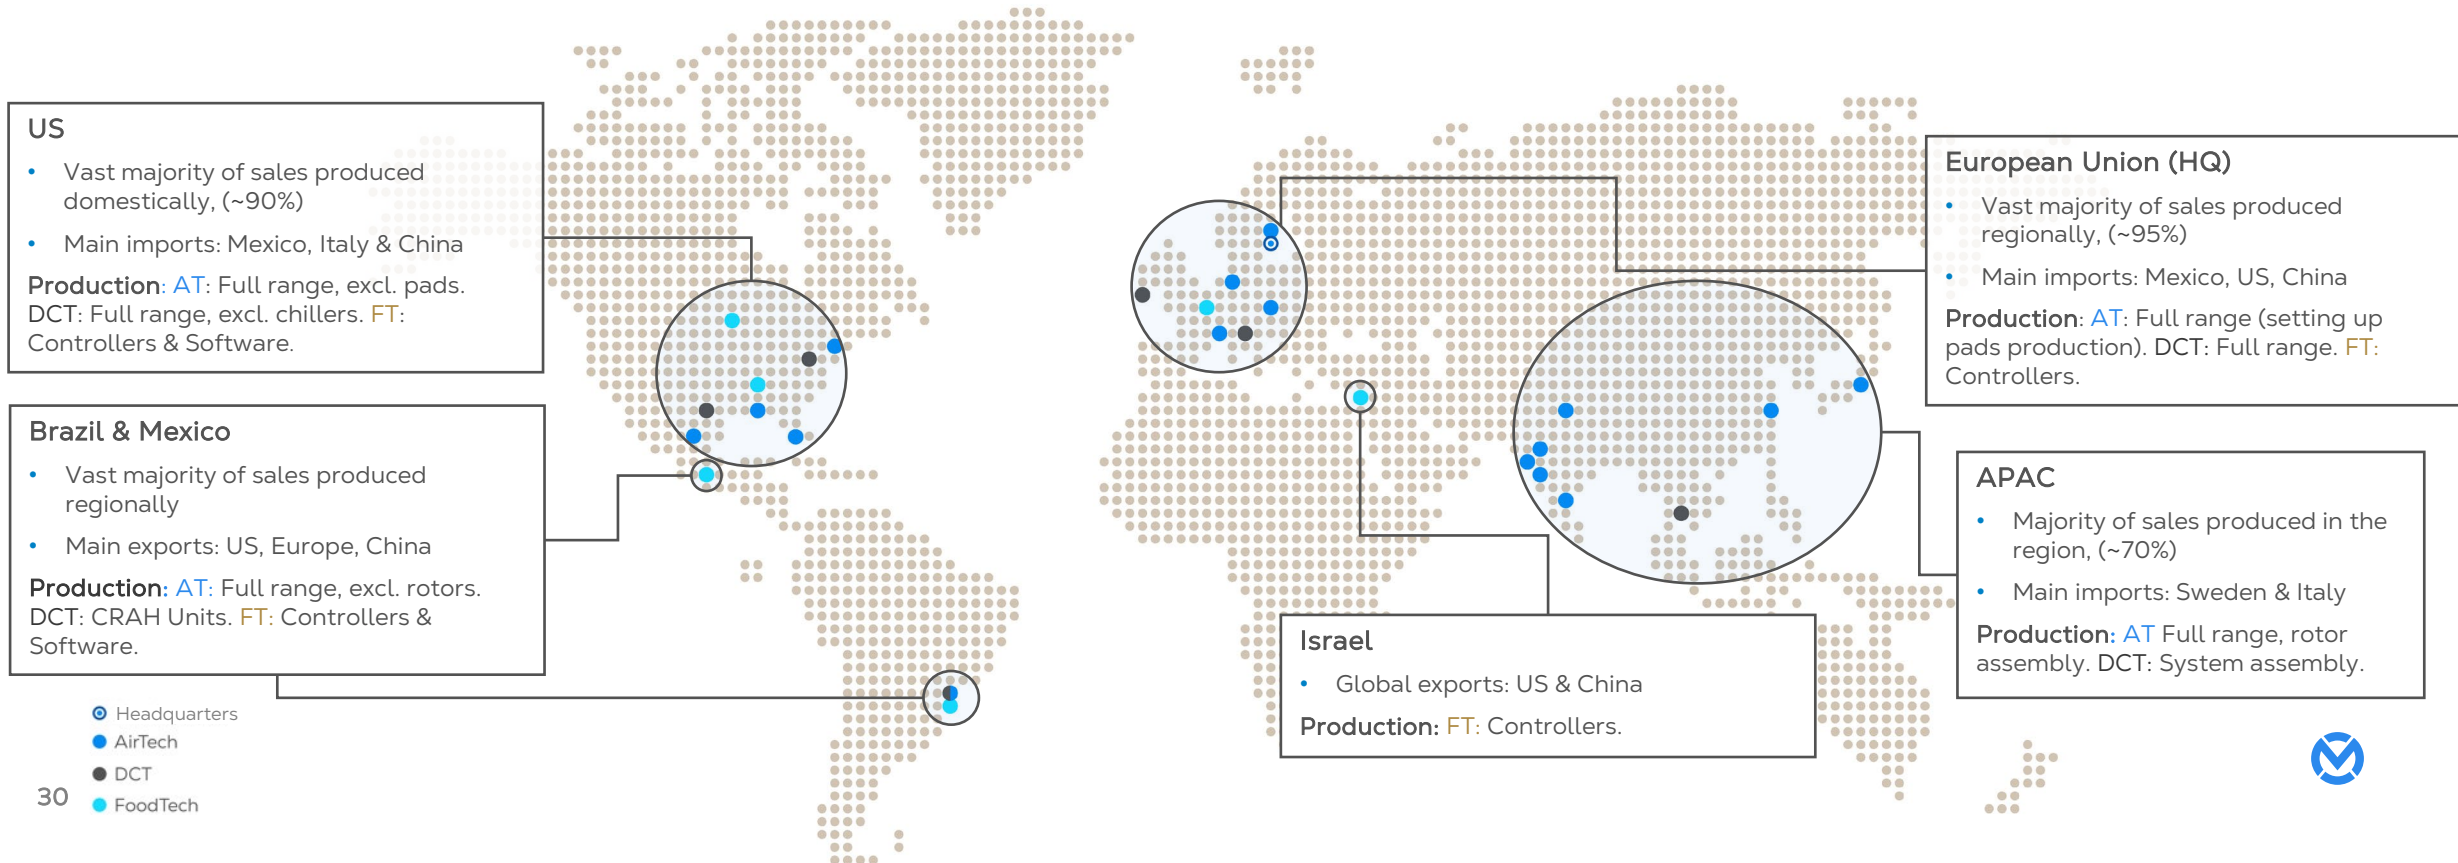 US
• Vast majority of sales produced
domestically, (~90%)
• Main imports: Mexico, Italy & China
Production: AT: Full range, excl. pads.
DCT: Full range, excl. chillers. FT:
Controllers & Software.
Brazil & Mexico
• Vast majority of sales produced
regionally
• Main exports: US, Europe, China
Production: AT: Full range, excl. rotors.
DCT: CRAH Units. FT: Controllers &
Software.
European Union (HQ)
• Vast majority of sales produced
regionally, (~95%)
• Main imports: Mexico, US, China
Production: AT: Full range (setting up
pads production). DCT: Full range. FT:
Controllers.
APAC
• Majority of sales produced in the
region, (~70%)
• Main imports: Sweden & Italy
Production: AT Full range, rotor
assembly. DCT: System assembly.
Israel
• Global exports: US & China
Production: FT: Controllers.
Headquarters
AirTech
DCT
FoodTech
30